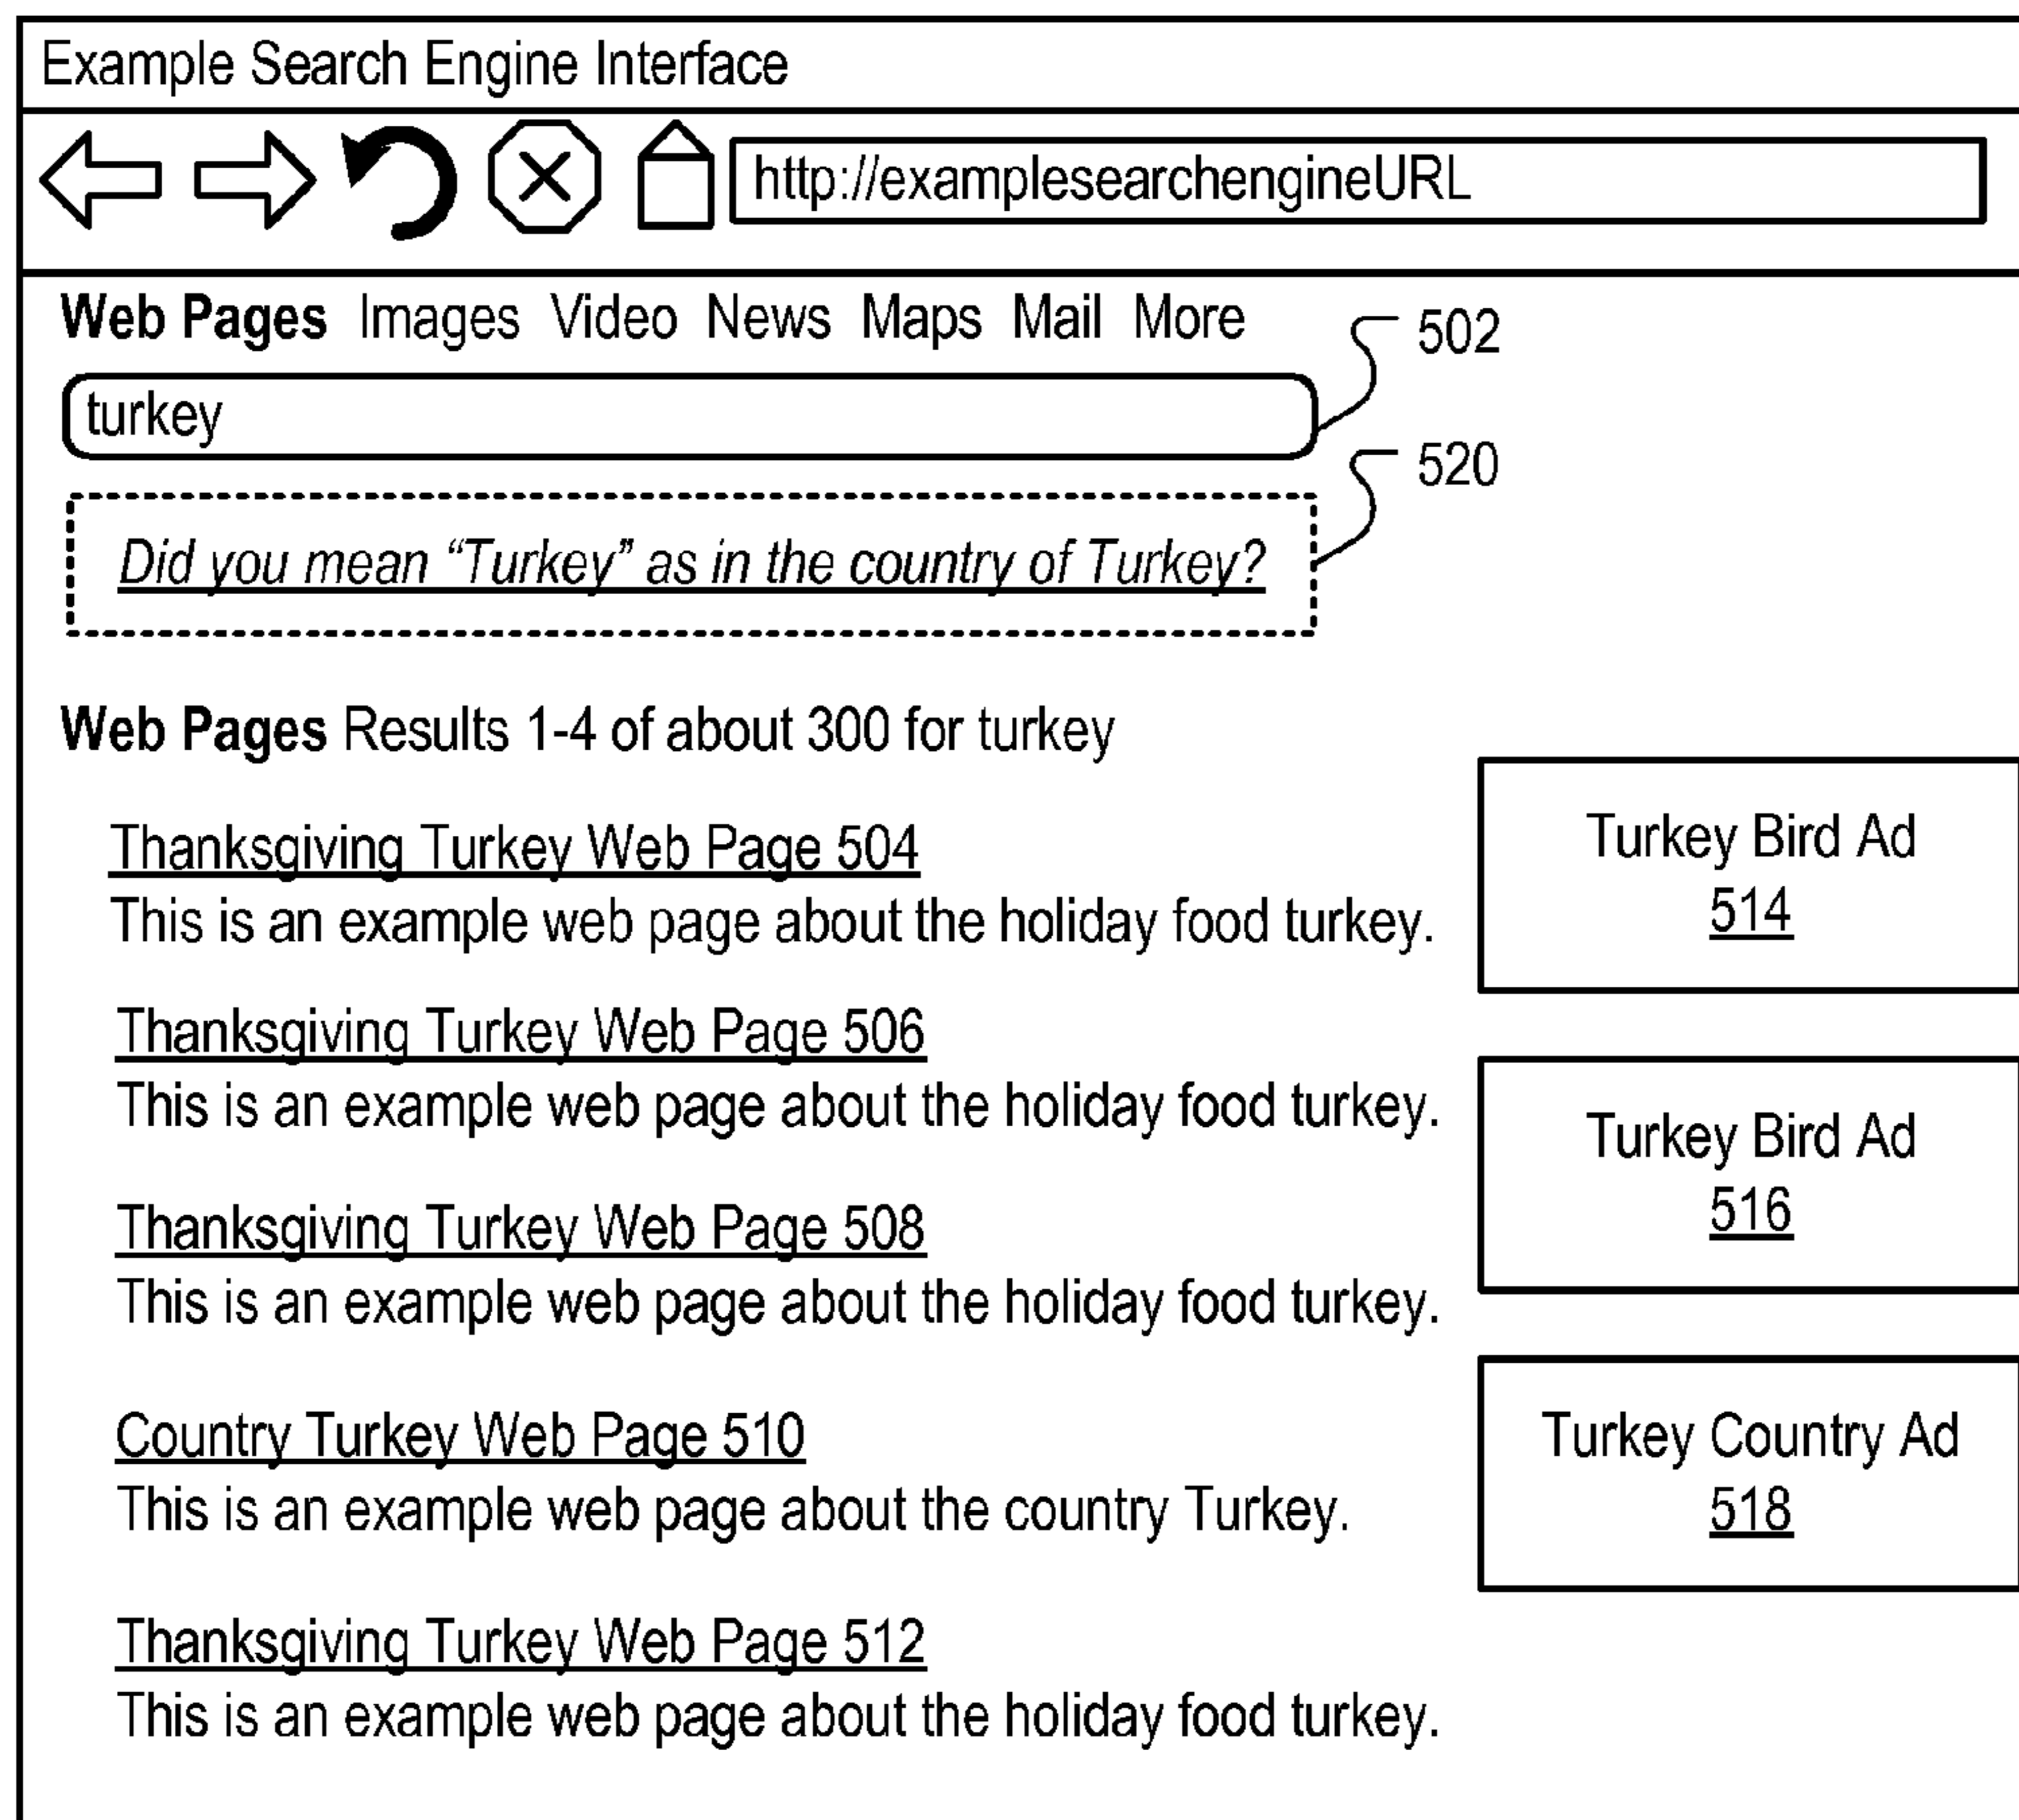 Example Search Engine Interface
http://examplesearchengineURL
Web Pages Images Video News Maps Mail More
502
turkey
520
Did you mean “Turkey” as in the country of Turkey?
Web Pages Results 1-4 of about 300 for turkey
Thanksgiving Turkey Web Page 504
This is an example web page about the holiday food turkey.
Thanksgiving Turkey Web Page 506
This is an example web page about the holiday food turkey.
Thanksgiving Turkey Web Page 508
This is an example web page about the holiday food turkey.
Country Turkey Web Page 510
This is an example web page about the country Turkey.
Thanksgiving Turkey Web Page 512
This is an example web page about the holiday food turkey.
Turkey Bird Ad
514
Turkey Bird Ad
516
Turkey Country Ad
518